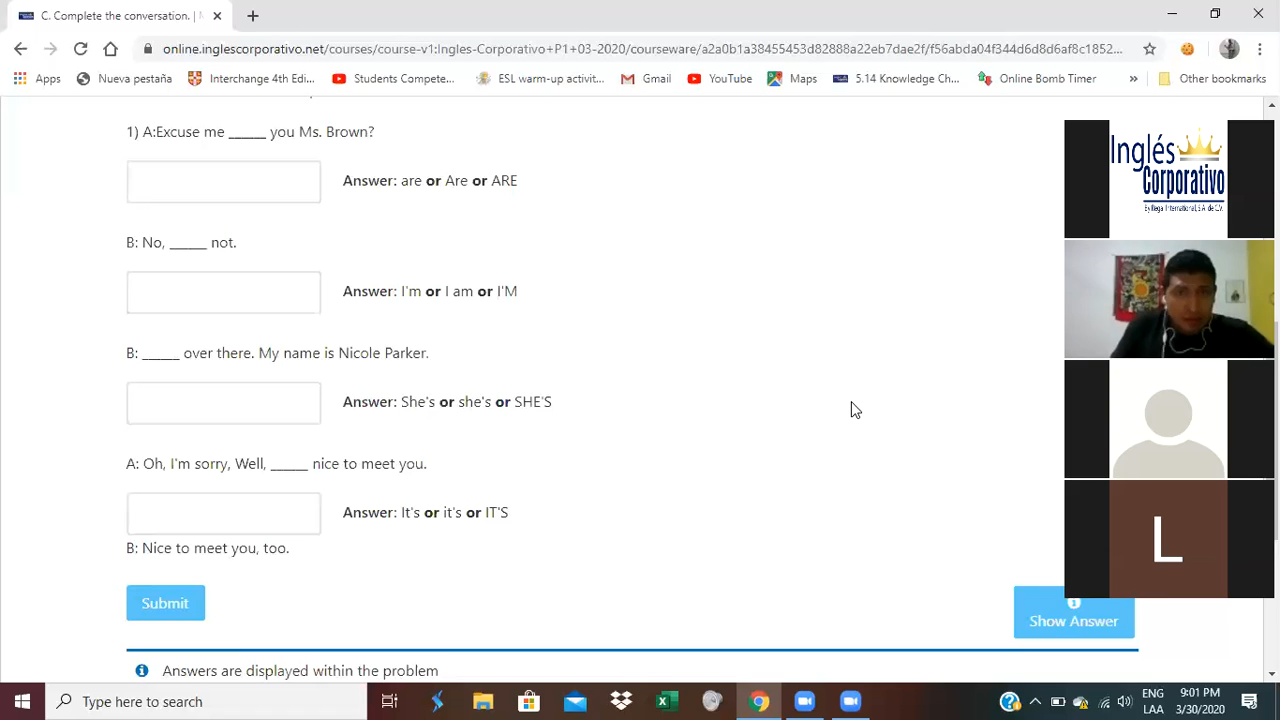 C. Complete the conversation. |
online.inglescorporativo.net/courses/course-v1:Ingles-Corporativo+P1+03-2020/courseware/a2a0b1a38455453d82888a22eb7dae2f/f56abda04f344d6d8d6af8c1852...
Apps Nueva pestaña Interchange 4th Edi... Students Compete... ESL warm-up activit... Gmail YouTube Maps 5.14 Knowledge Ch... Online Bomb Timer » Other bookmarks
1) A:Excuse me ______ you Ms. Brown?
Answer: are or Are or ARE
B: No, ______ not.
Answer: I'm or I am or I'M
B: ______ over there. My name is Nicole Parker.
Answer: She's or she's or SHE'S
A: Oh, I'm sorry, Well, ______ nice to meet you.
Answer: It's or it's or IT'S
B: Nice to meet you, too.
Submit
Show Answer
Answers are displayed within the problem
Inglés
Corporativo
L
Type here to search
ENG
LAA
9:01 PM
3/30/2020